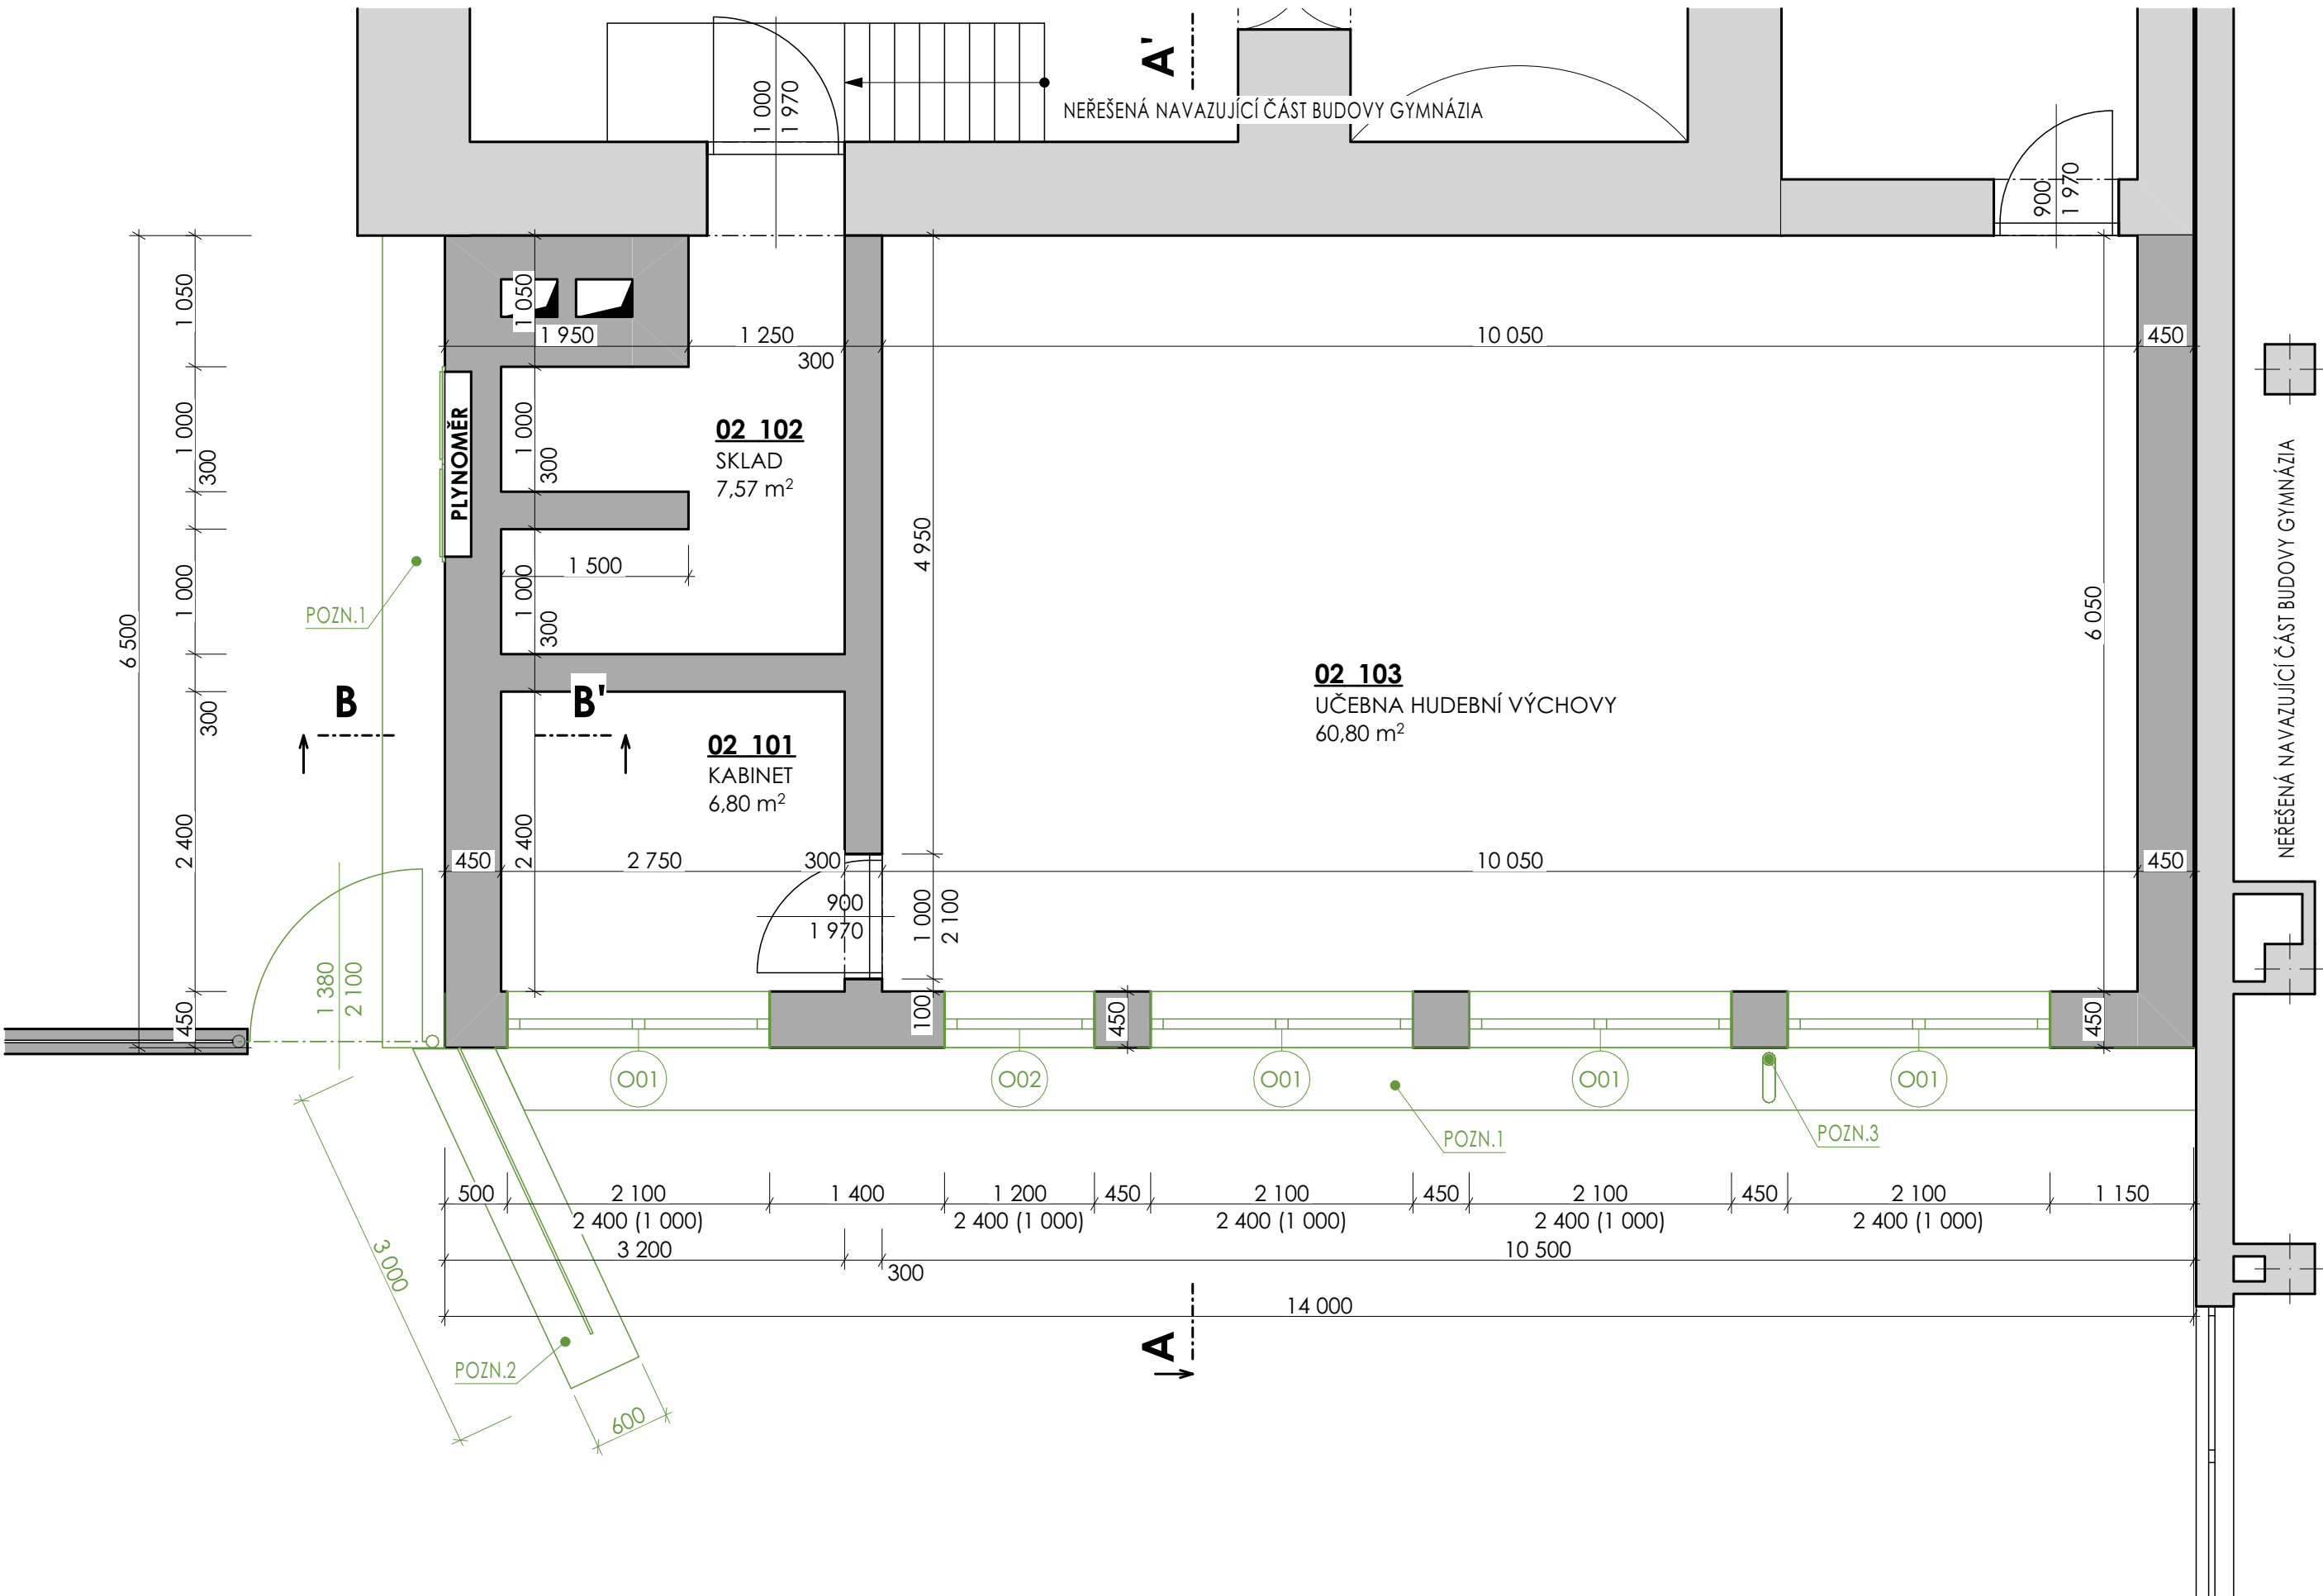 A'
NEŘEŠENÁ NAVAZUJÍCÍ ČÁST BUDOVY GYMNÁZIA
1 000
1 970
900
1 970
1 050
1 050
1 950
1 250
300
10 050
450
1 000
300
1 000
300
PLYNOMĚR
02_102
SKLAD
7,57 m²
NEŘEŠENÁ NAVAZUJÍCÍ ČÁST BUDOVY GYMNÁZIA
4 950
1 500
1 000
1 000
300
POZN.1
6 500
6 050
02_103
UČEBNA HUDEBNÍ VÝCHOVY
60,80 m²
B
B'
300
02_101
KABINET
6,80 m²
2 400
2 400
450
2 750
300
10 050
450
900
1 970
1 000
2 100
1 380
2 100
450
100
450
450
O01
O02
O01
O01
O01
POZN.1
POZN.3
500
2 100
1 400
1 200
450
2 100
450
2 100
450
2 100
1 150
2 400 (1 000)
2 400 (1 000)
2 400 (1 000)
2 400 (1 000)
2 400 (1 000)
3 200
10 500
300
3 000
14 000
A
POZN.2
600